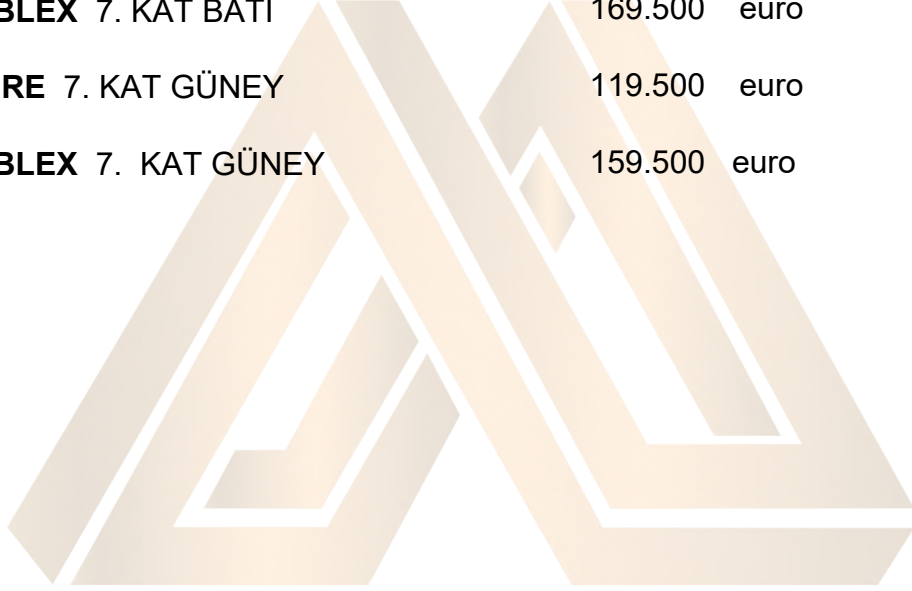 BLEX 7. KAT BATI 169.500 euro
RE 7. KAT GÜNEY 119.500 euro
BLEX 7. KAT GÜNEY 159.500 euro